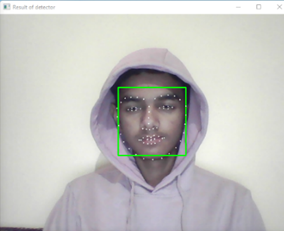 Result of detector